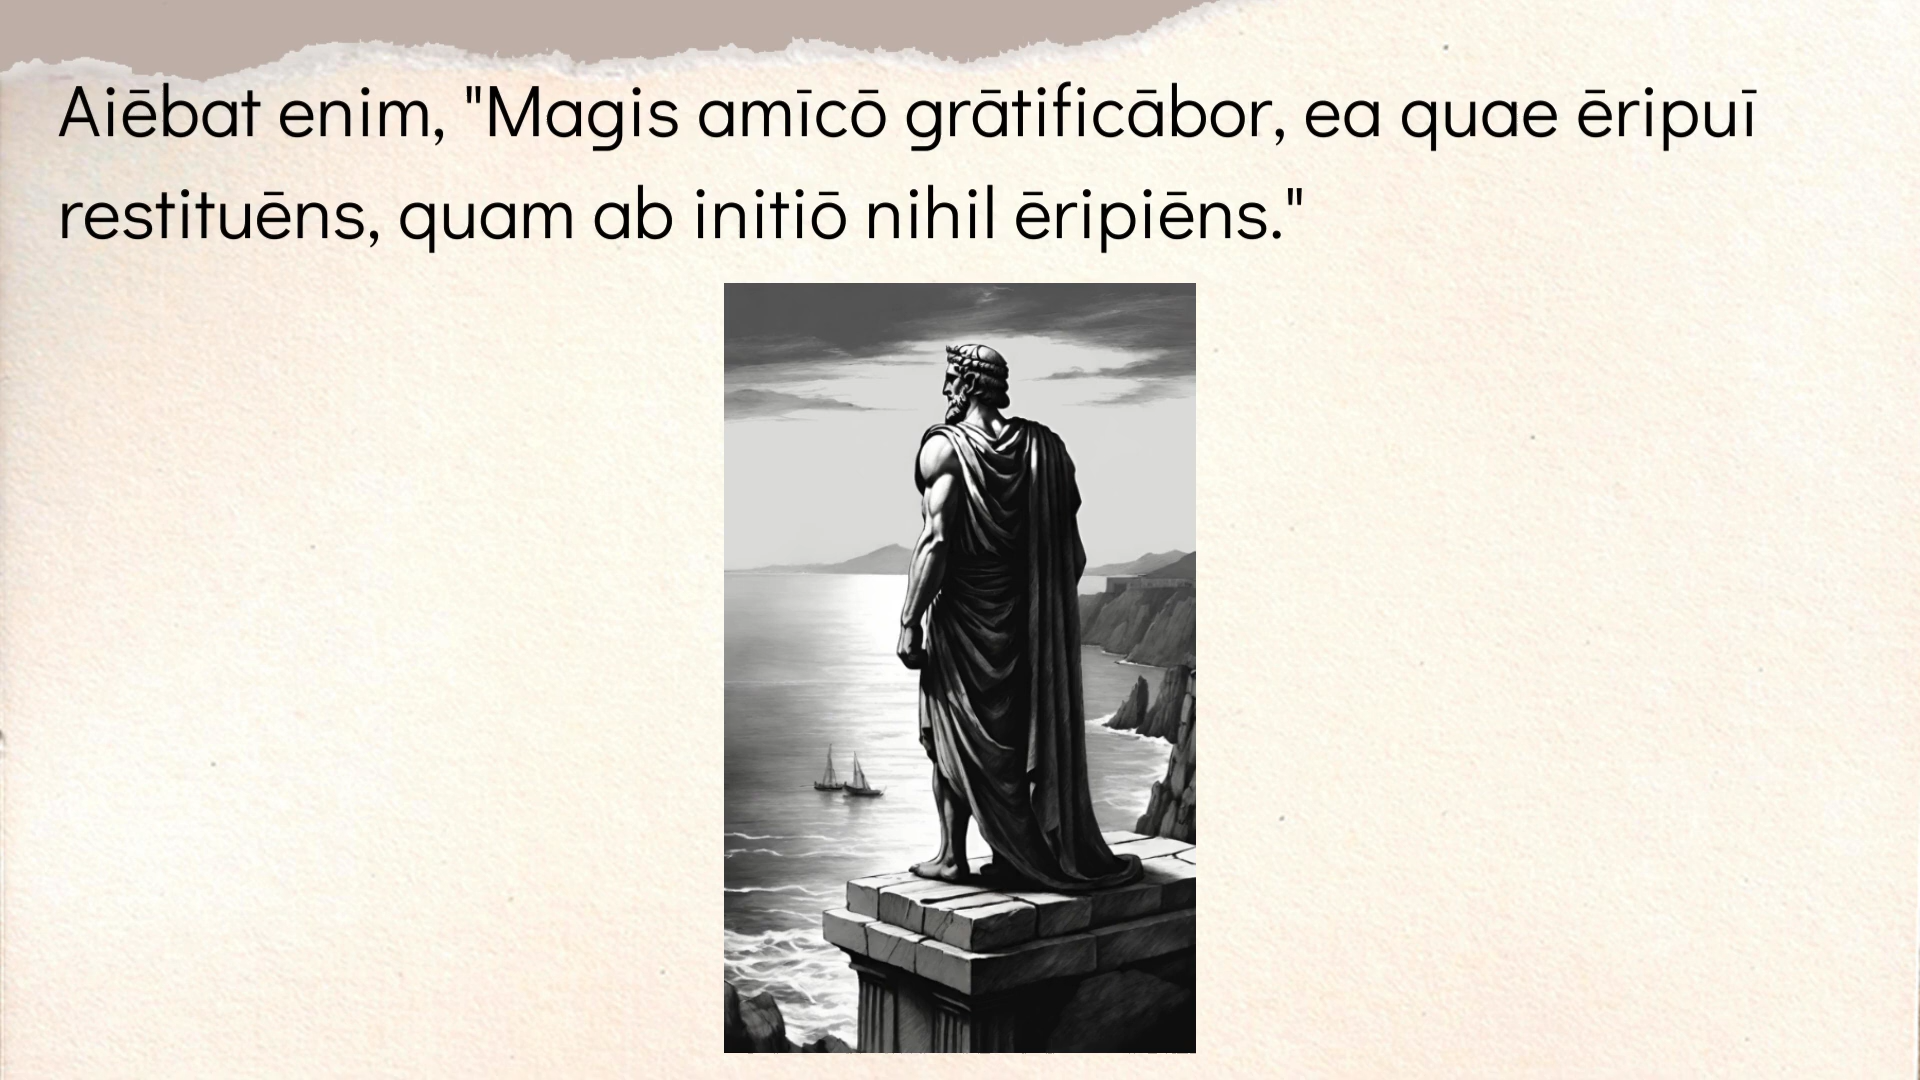 Aiēbat enim, "Magis amīcō grātificābor, ea quae ēripuī
restituēns, quam ab initiō nihil ēripiēns."